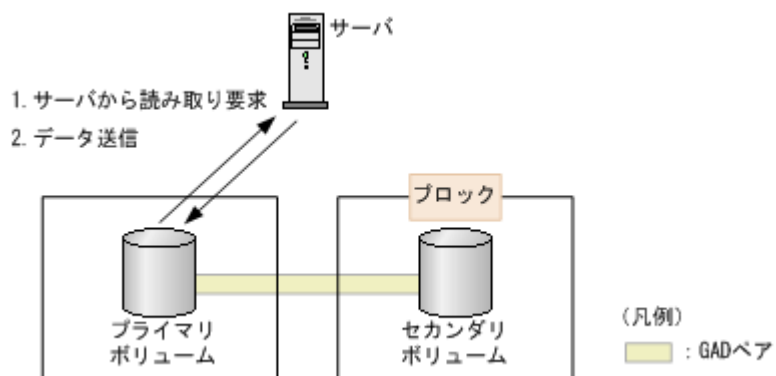 サーバ
1. サーバから読み取り要求
2. データ送信
ブロック
プライマリ
ボリューム
セカンダリ
ボリューム
(凡例)
: GADペア